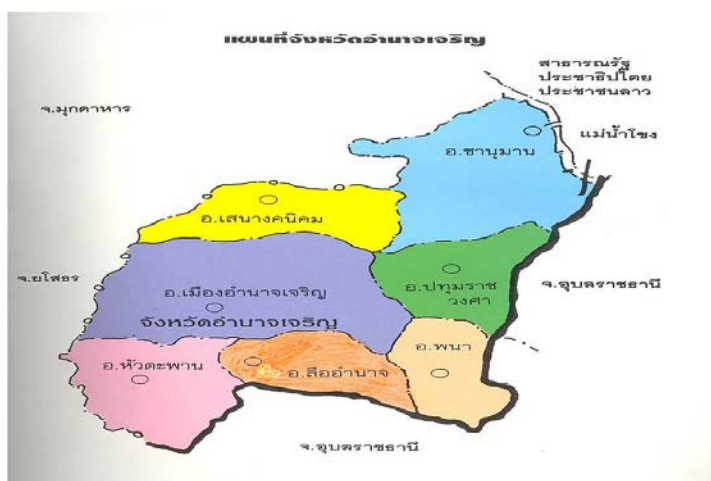 แผนที่จังหวัดอำนาจเจริญ
สาธารณรัฐ
ประชาธิปไตย
ประชาชนลาว
จ.มุกดาหาร
แม่น้ำโขง
อ.ชานุมาน
อ.เสนางคนิคม
จ.ยโสธร
อ.ปทุมราช
วงศา
จ.อุบลราชธานี
อ.เมืองอำนาจเจริญ
จังหวัดอำนาจเจริญ
อ.พนา
อ.หัวตะพาน
อ.ลืออำนาจ
จ.อุบลราชธานี